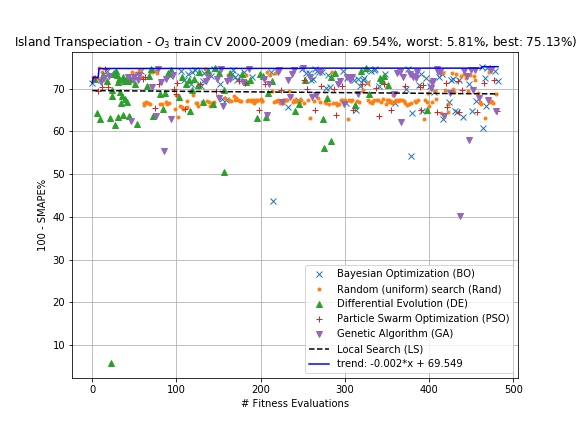 Island Transpeciation - O₃ train CV 2000-2009 (median: 69.54%, worst: 5.81%, best: 75.13%)
100 - SMAPE%
70
60
50
40
30
20
10
Bayesian Optimization (BO)
Random (uniform) search (Rand)
Differential Evolution (DE)
Particle Swarm Optimization (PSO)
Genetic Algorithm (GA)
Local Search (LS)
trend: -0.002*x + 69.549
0 100 200 300 400 500
# Fitness Evaluations